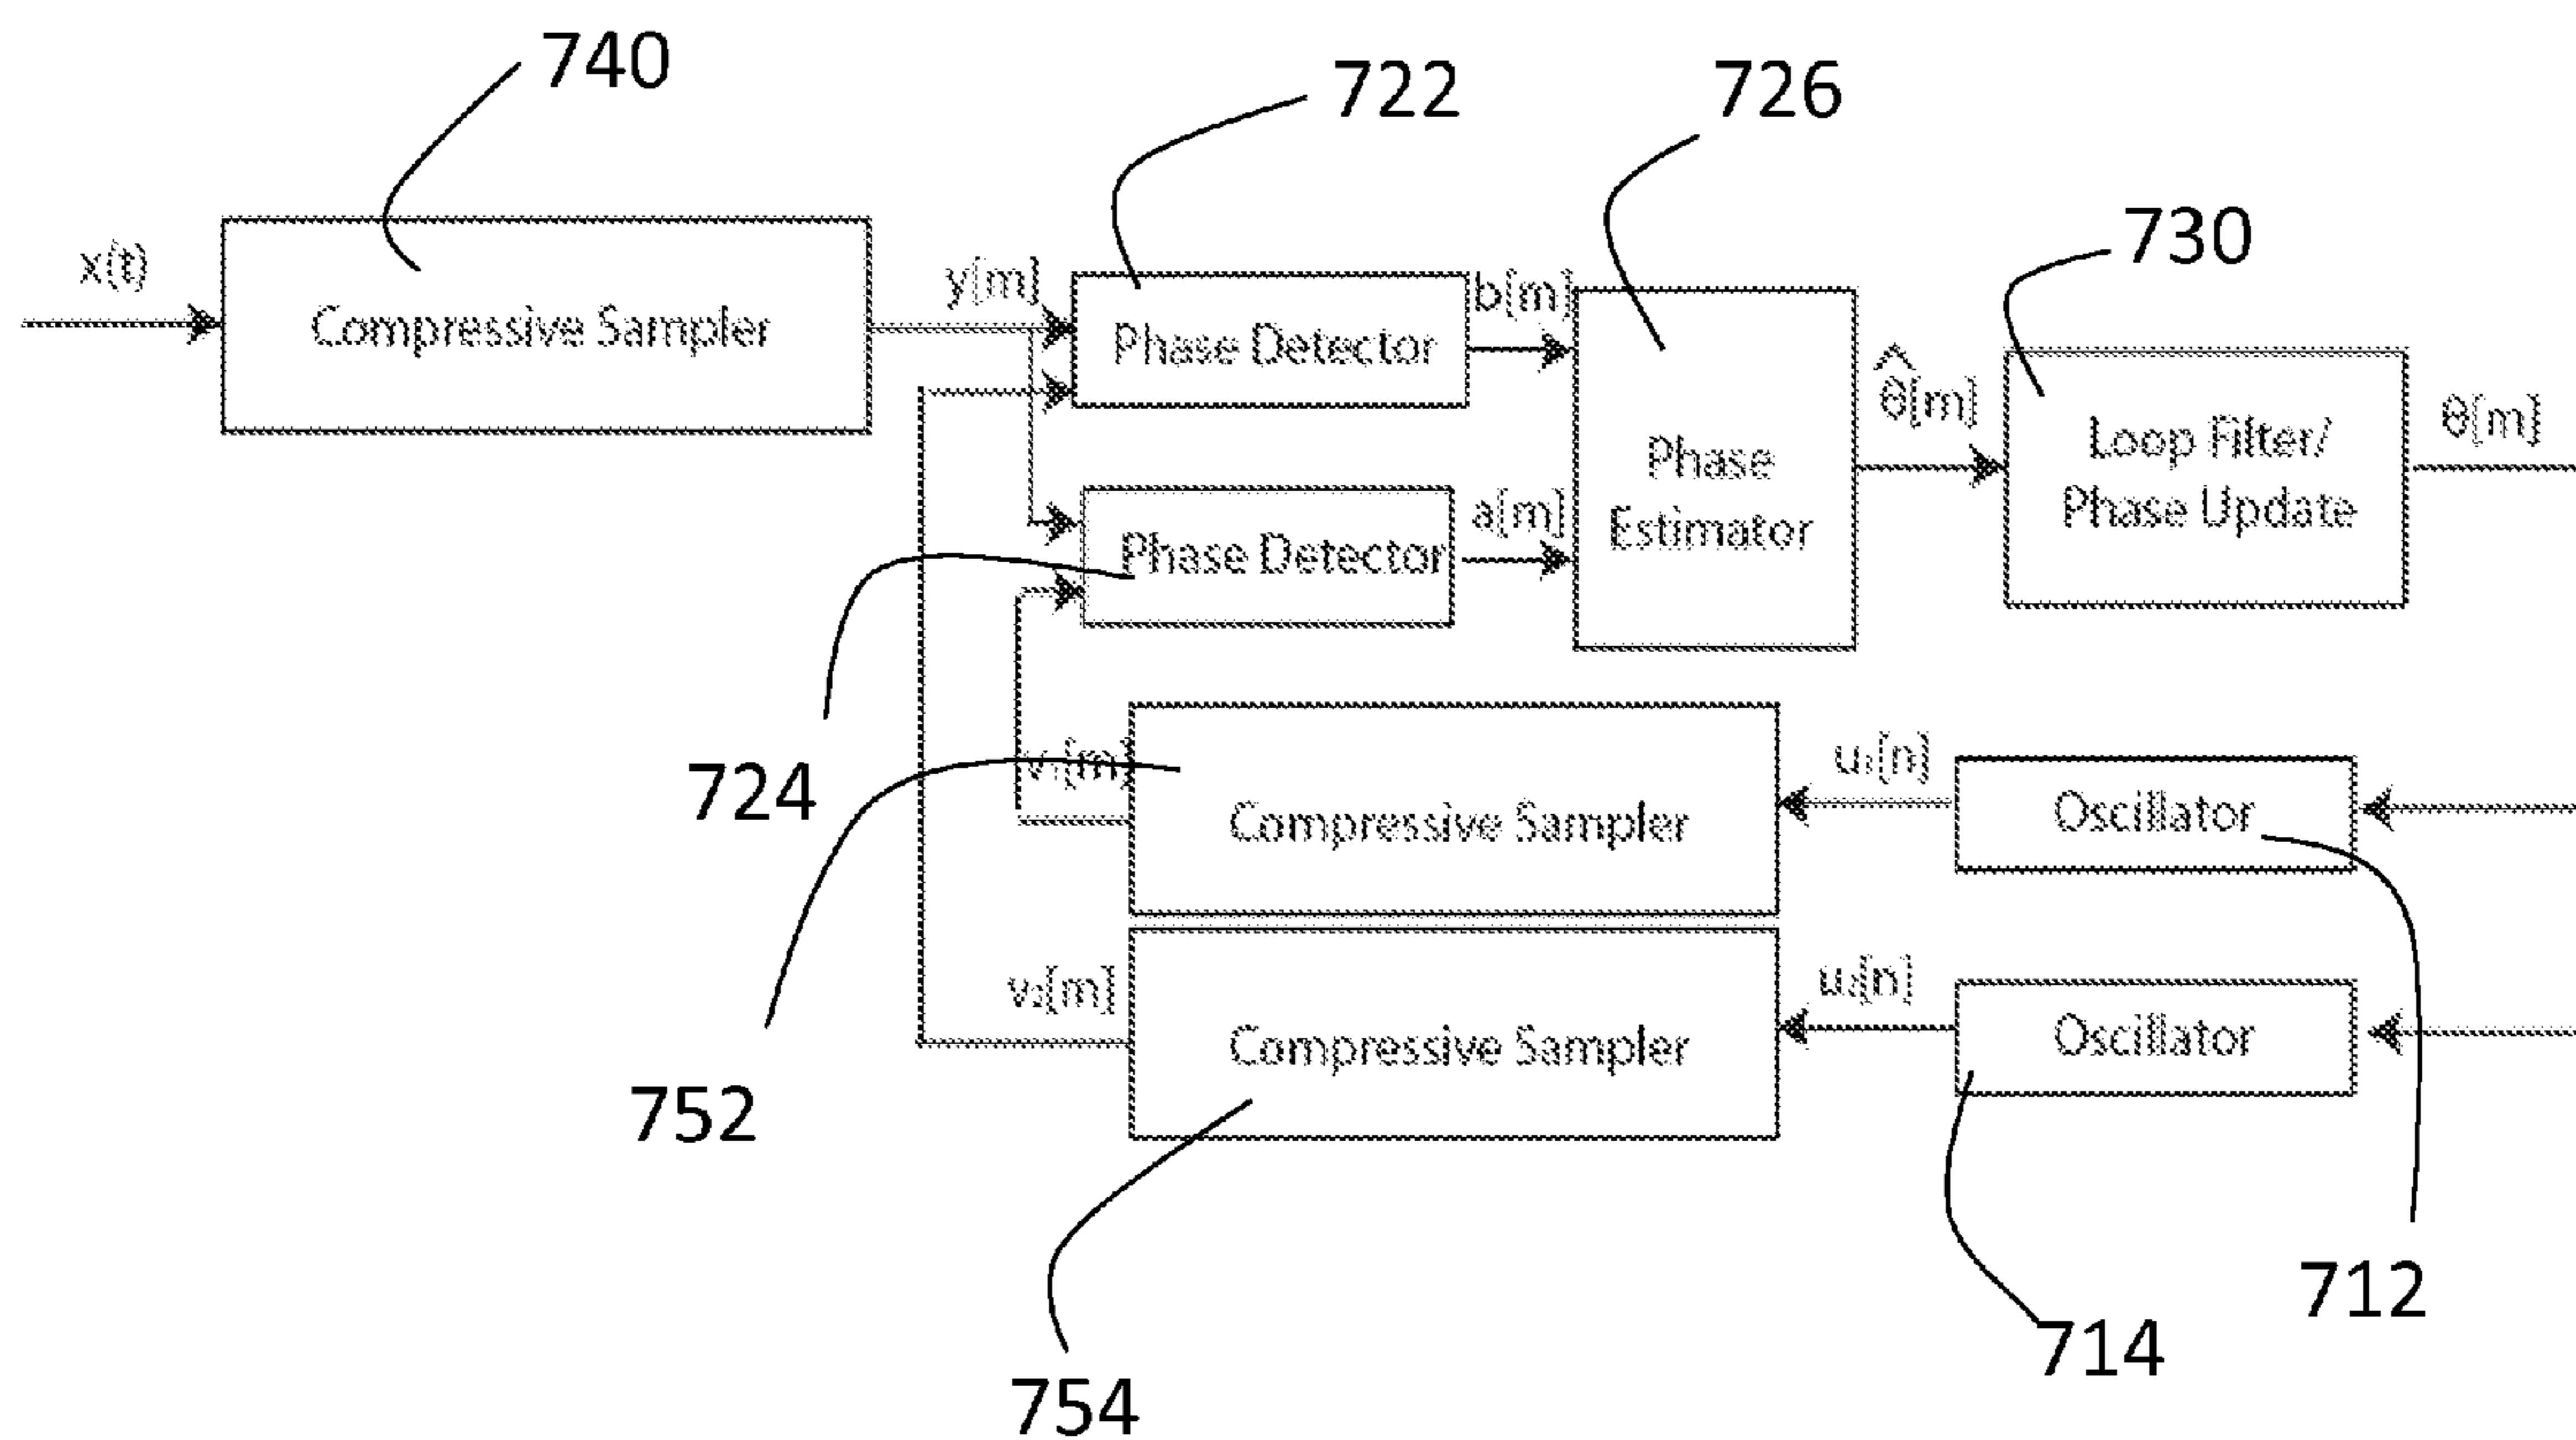 740
722
726
730
x(t)
Compressive Sampler
y[m]
Phase Detector
b[m]
Phase
Estimator
θ̂[m]
Loop Filter/
Phase Update
θ[m]
Phase Detector
a[m]
724
v₁[m]
Compressive Sampler
u₁[n]
Oscillator
752
v₂[m]
Compressive Sampler
u₂[n]
Oscillator
712
714
754